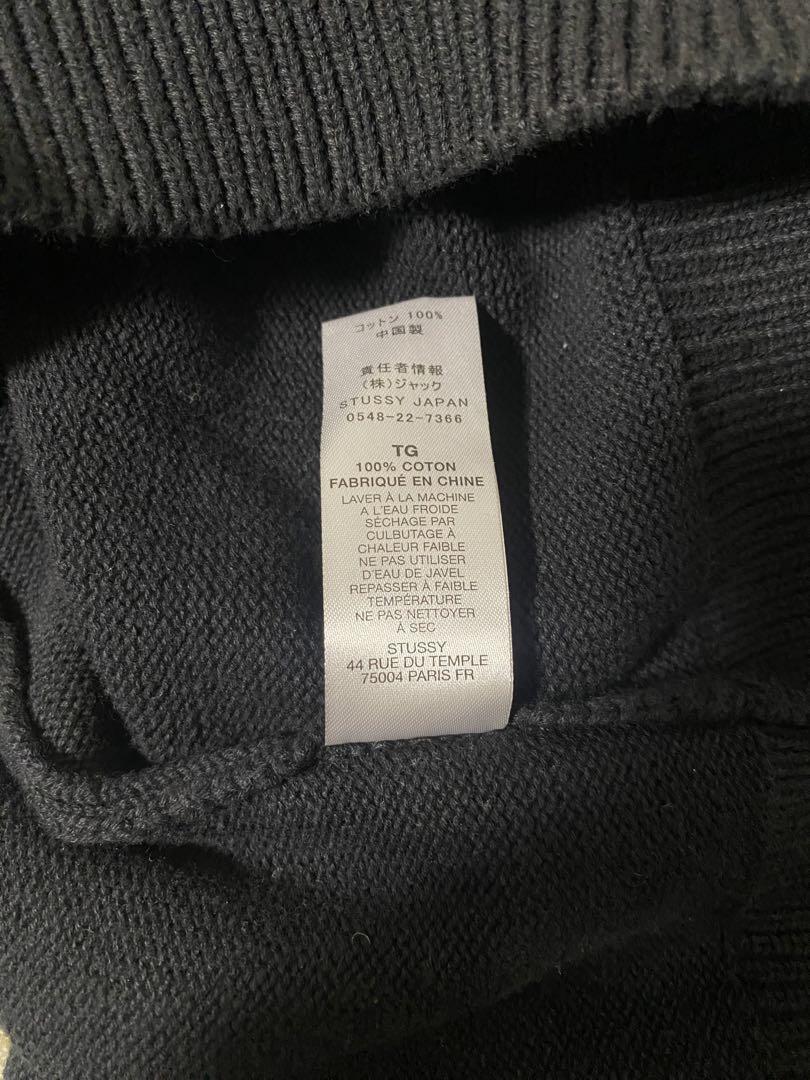 コットン 100%
中国製
責任者情報
(株)ジャック
STUSSY JAPAN
0548-22-7366
TG
100% COTON
FABRIQUÉ EN CHINE
LAVER À LA MACHINE
A L'EAU FROIDE
SÉCHAGE PAR
CULBUTAGE À
CHALEUR FAIBLE
NE PAS UTILISER
D'EAU DE JAVEL
REPASSER À FAIBLE
TEMPÉRATURE
NE PAS NETTOYER
À SEC
STUSSY
44 RUE DU TEMPLE
75004 PARIS FR